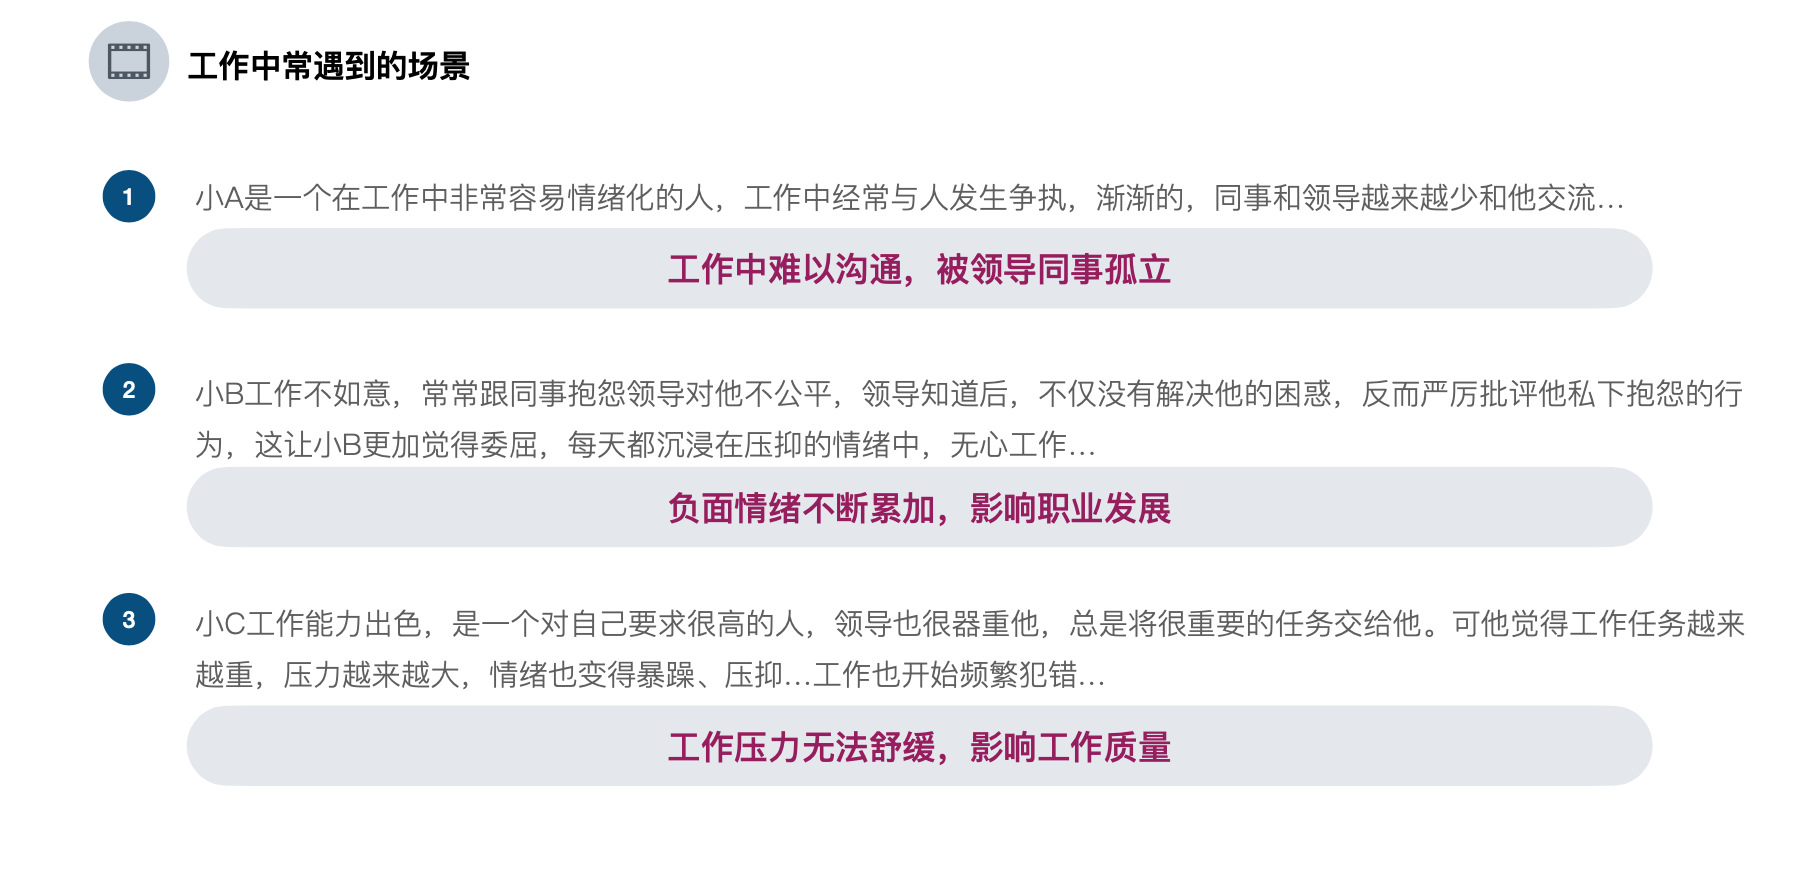 工作中常遇到的场景
1
小A是一个在工作中非常容易情绪化的人，工作中经常与人发生争执，渐渐的，同事和领导越来越少和他交流…
工作中难以沟通，被领导同事孤立
2
小B工作不如意，常常跟同事抱怨领导对他不公平，领导知道后，不仅没有解决他的困惑，反而严厉批评他私下抱怨的行
为，这让小B更加觉得委屈，每天都沉浸在压抑的情绪中，无心工作…
负面情绪不断累加，影响职业发展
3
小C工作能力出色，是一个对自己要求很高的人，领导也很器重他，总是将很重要的任务交给他。可他觉得工作任务越来
越重，压力越来越大，情绪也变得暴躁、压抑…工作也开始频繁犯错…
工作压力无法舒缓，影响工作质量